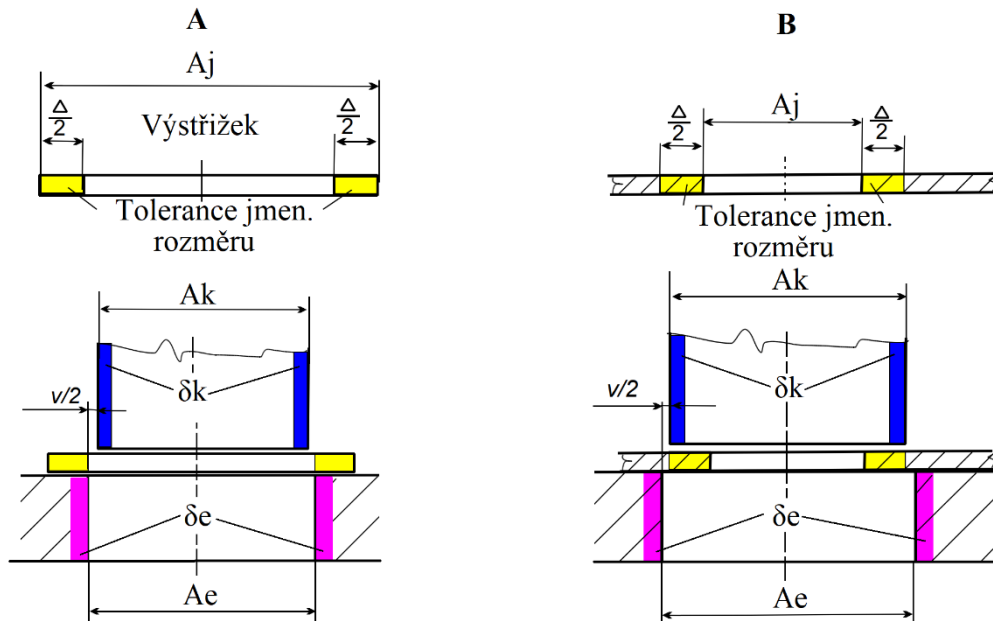 A
Aj
Δ/2
Výstřižek
Δ/2
Tolerance jmen.
rozměru
Ak
δk
v/2
δe
Ae
B
Aj
Δ/2
Δ/2
Tolerance jmen.
rozměru
Ak
δk
v/2
δe
Ae